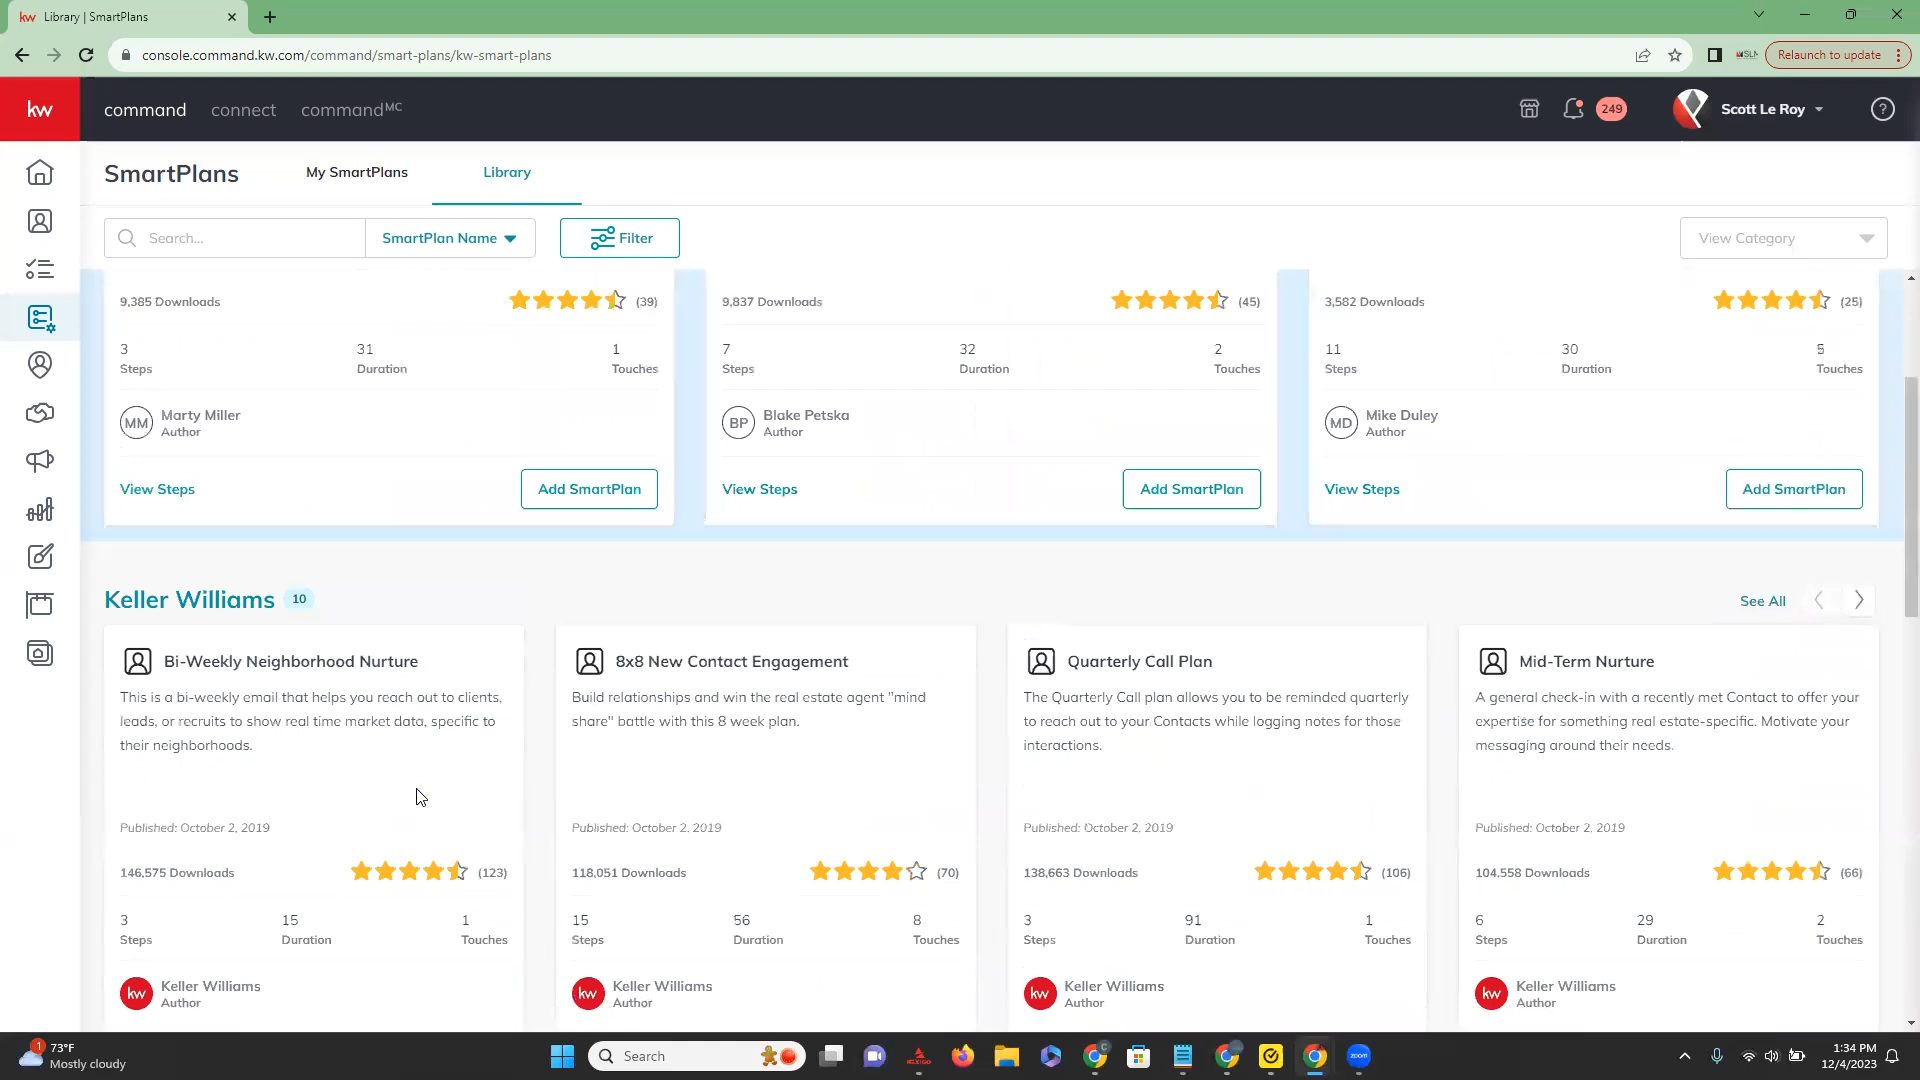 kw Library | SmartPlans
console.command.kw.com/command/smart-plans/kw-smart-plans
Relaunch to update
kw command connect commandMC 249 Scott Le Roy
SmartPlans My SmartPlans Library
Search... SmartPlan Name Filter View Category
9,385 Downloads (39)
3 31 1
Steps Duration Touches
MM Marty Miller
Author
View Steps Add SmartPlan
9,837 Downloads (45)
7 32 2
Steps Duration Touches
BP Blake Petska
Author
View Steps Add SmartPlan
3,582 Downloads (25)
11 30 5
Steps Duration Touches
MD Mike Duley
Author
View Steps Add SmartPlan
Keller Williams 10 See All
Bi-Weekly Neighborhood Nurture
This is a bi-weekly email that helps you reach out to clients,
leads, or recruits to show real time market data, specific to
their neighborhoods.
Published: October 2, 2019
146,575 Downloads (123)
3 15 1
Steps Duration Touches
kw Keller Williams
Author
8x8 New Contact Engagement
Build relationships and win the real estate agent "mind
share" battle with this 8 week plan.
Published: October 2, 2019
118,051 Downloads (70)
15 56 8
Steps Duration Touches
kw Keller Williams
Author
Quarterly Call Plan
The Quarterly Call plan allows you to be reminded quarterly
to reach out to your Contacts while logging notes for those
interactions.
Published: October 2, 2019
138,663 Downloads (106)
3 91 1
Steps Duration Touches
kw Keller Williams
Author
Mid-Term Nurture
A general check-in with a recently met Contact to offer your
expertise for something real estate-specific. Motivate your
messaging around their needs.
Published: October 2, 2019
104,558 Downloads (66)
6 29 2
Steps Duration Touches
kw Keller Williams
Author
1 73°F
Mostly cloudy
Search
zoom
1:34 PM
12/4/2023